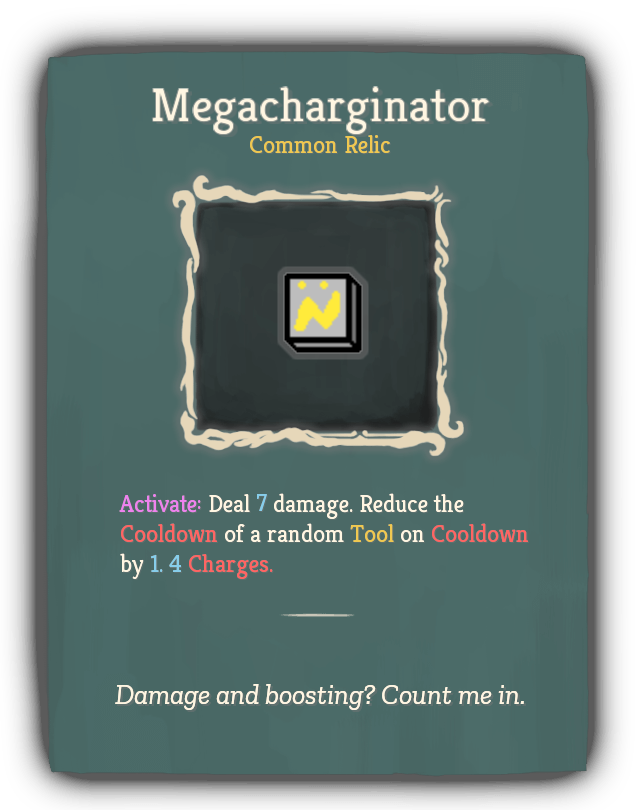 Megacharginator
Common Relic
Activate: Deal 7 damage. Reduce the
Cooldown of a random Tool on Cooldown
by 1. 4 Charges.
Damage and boosting? Count me in.